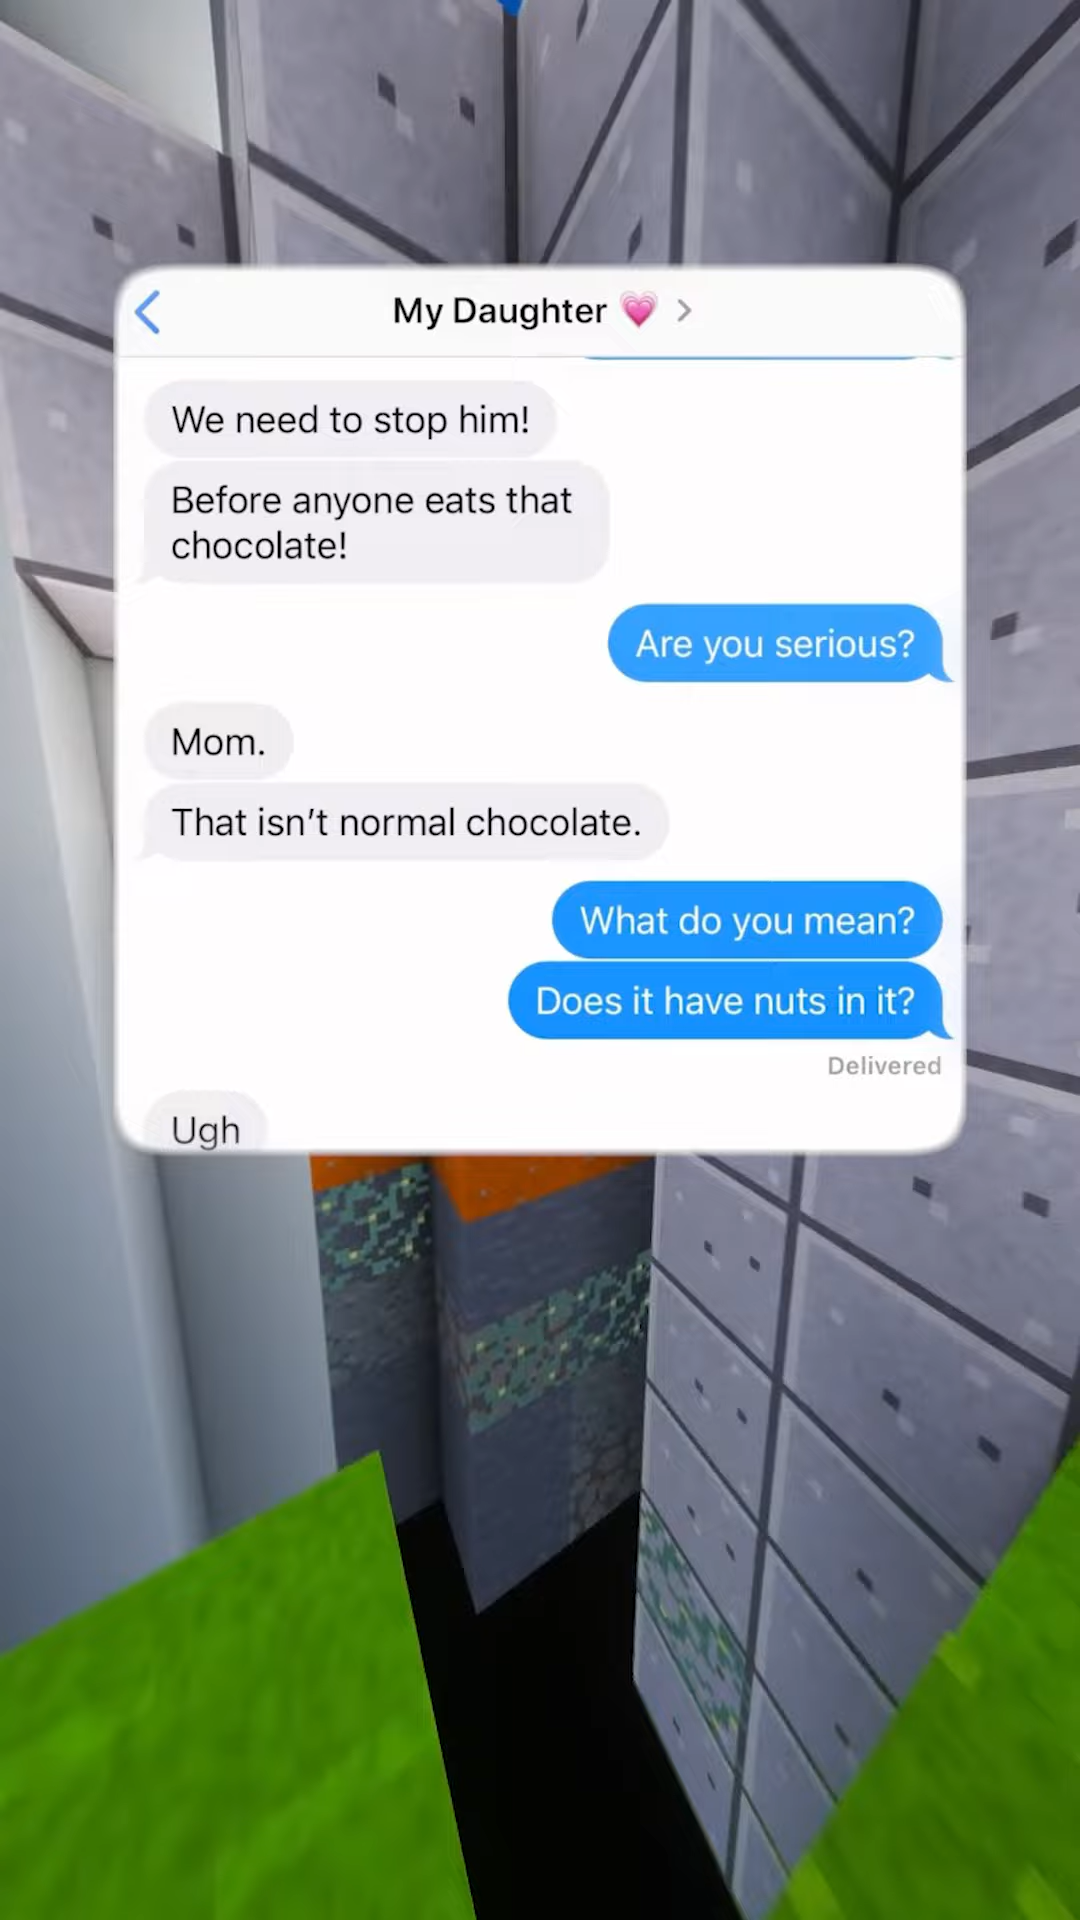 My Daughter 💗
We need to stop him!
Before anyone eats that
chocolate!
Are you serious?
Mom.
That isn’t normal chocolate.
What do you mean?
Does it have nuts in it?
Delivered
Ugh